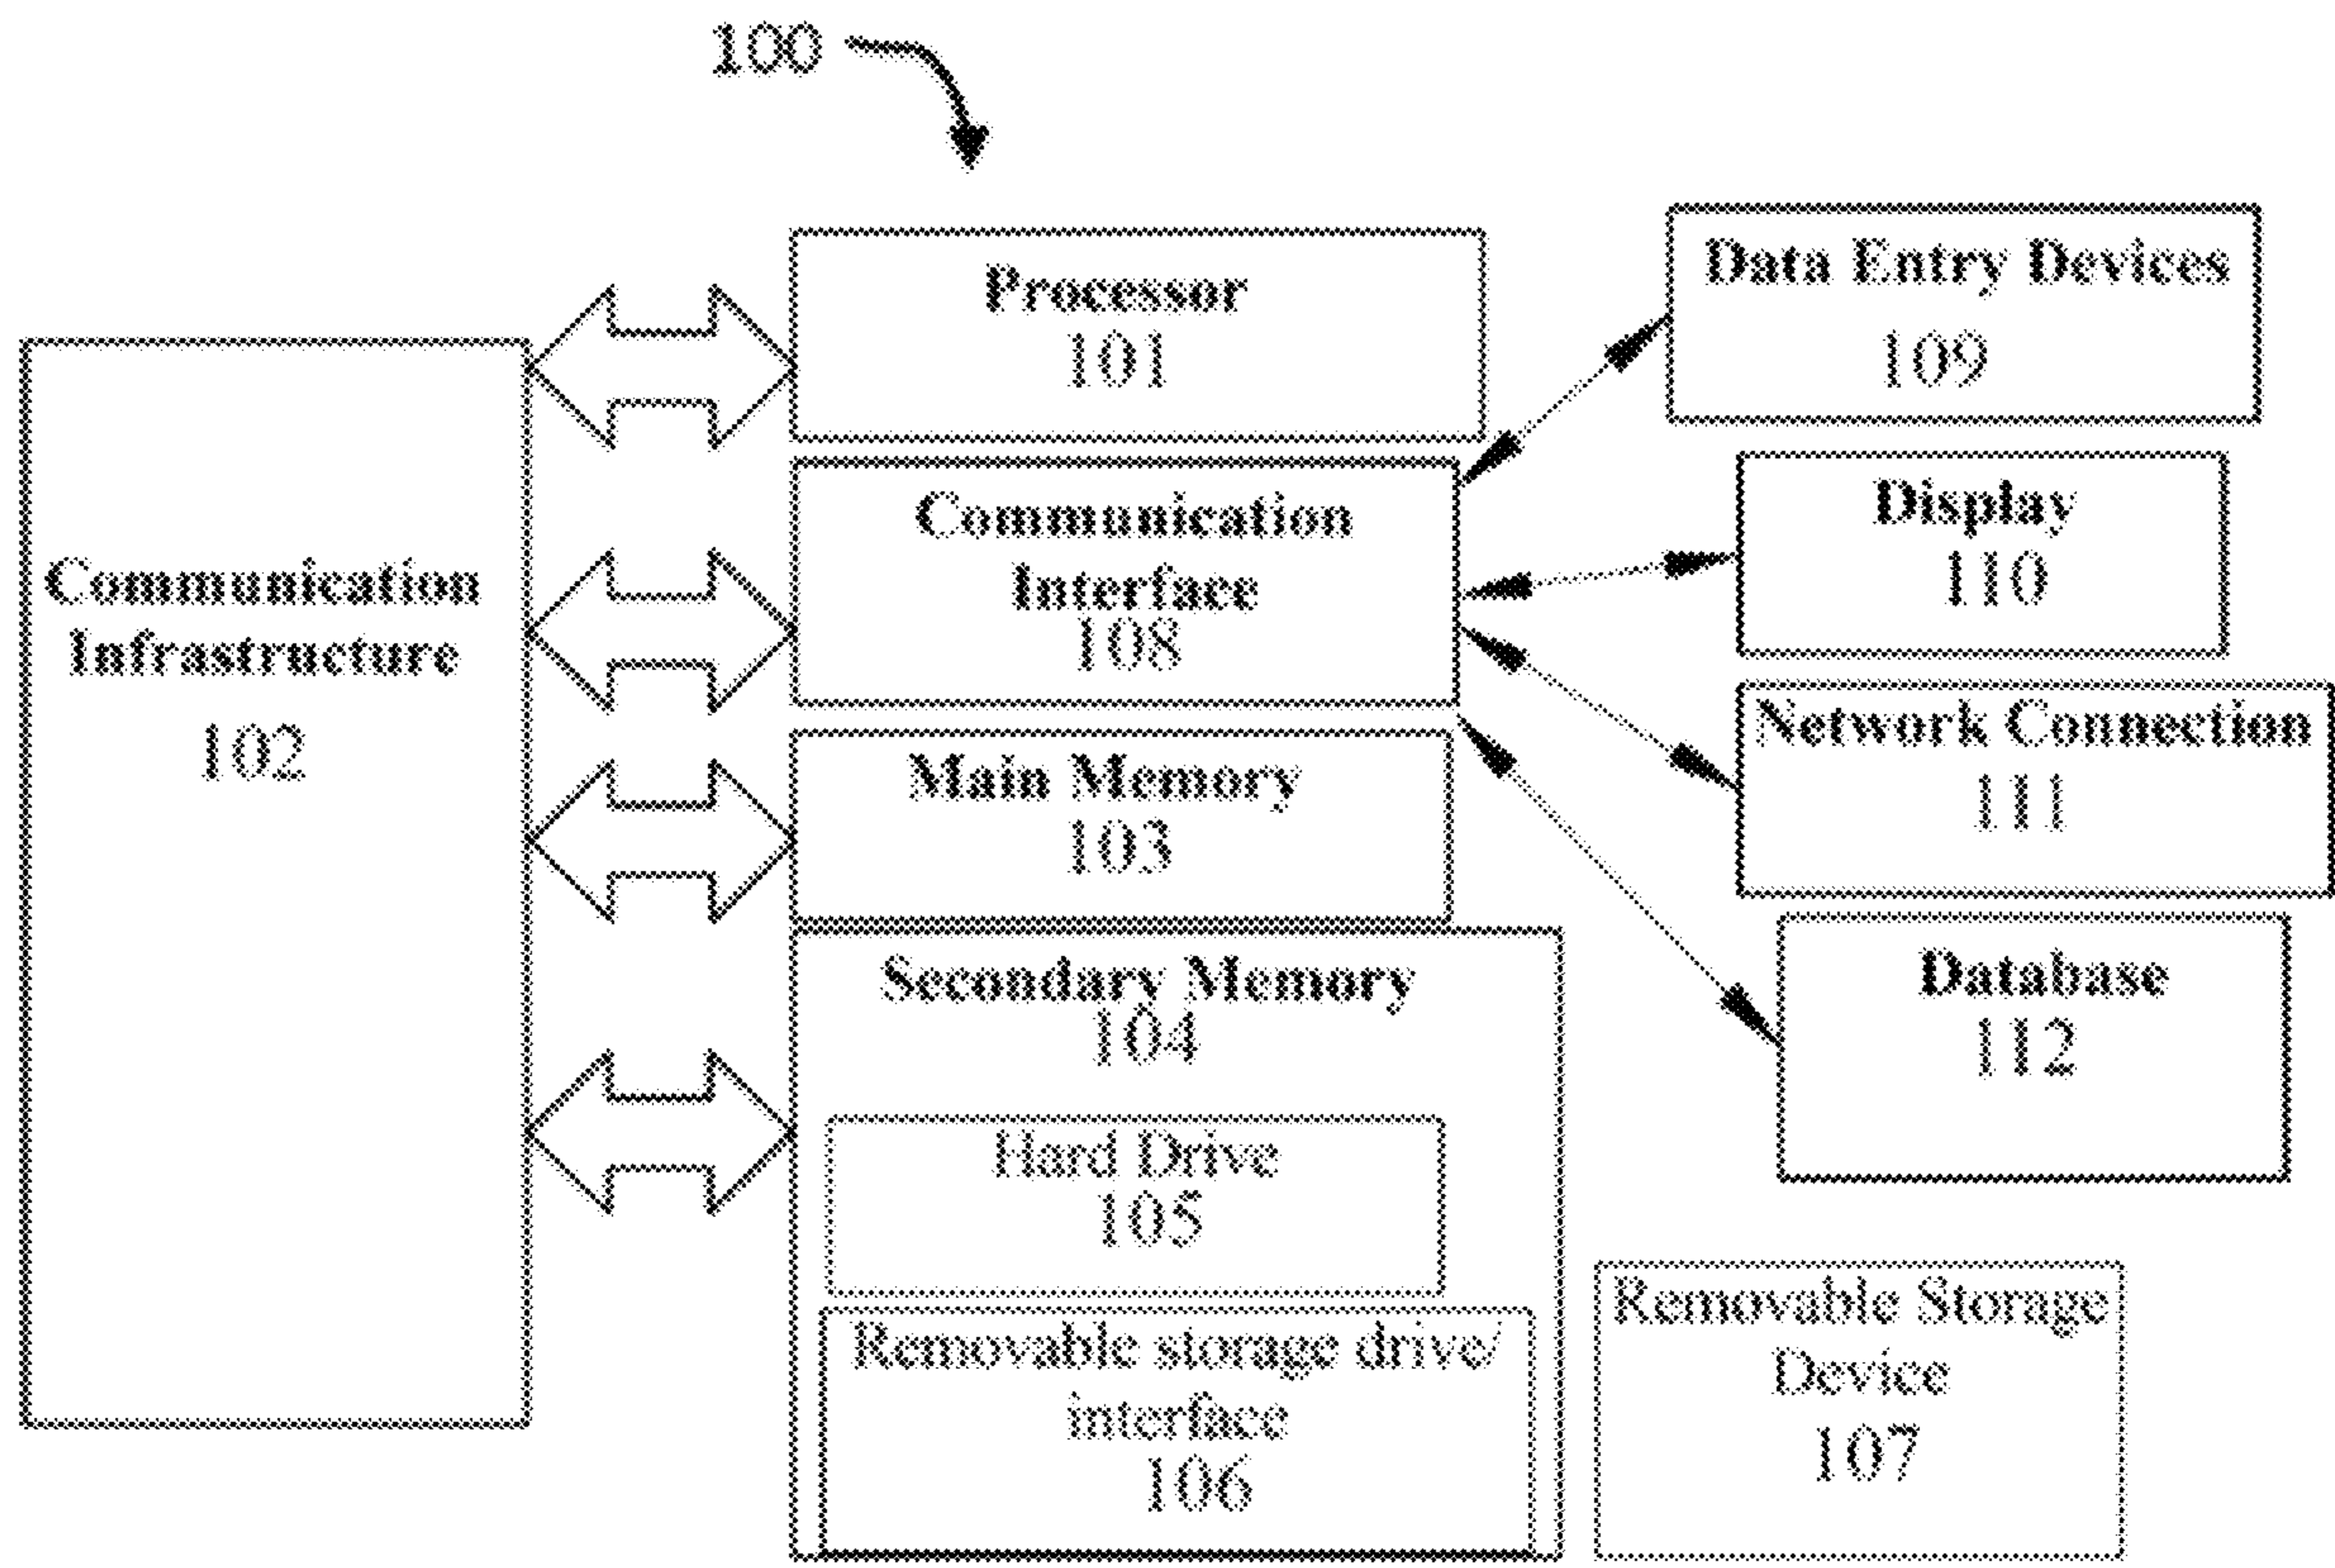 100
Processor
101
Data Entry Devices
109
Communication
Interface
108
Display
110
Communication
Infrastructure
102
Network Connection
111
Main Memory
103
Database
112
Secondary Memory
104
Hard Drive
105
Removable storage drive/
interface
106
Removable Storage
Device
107